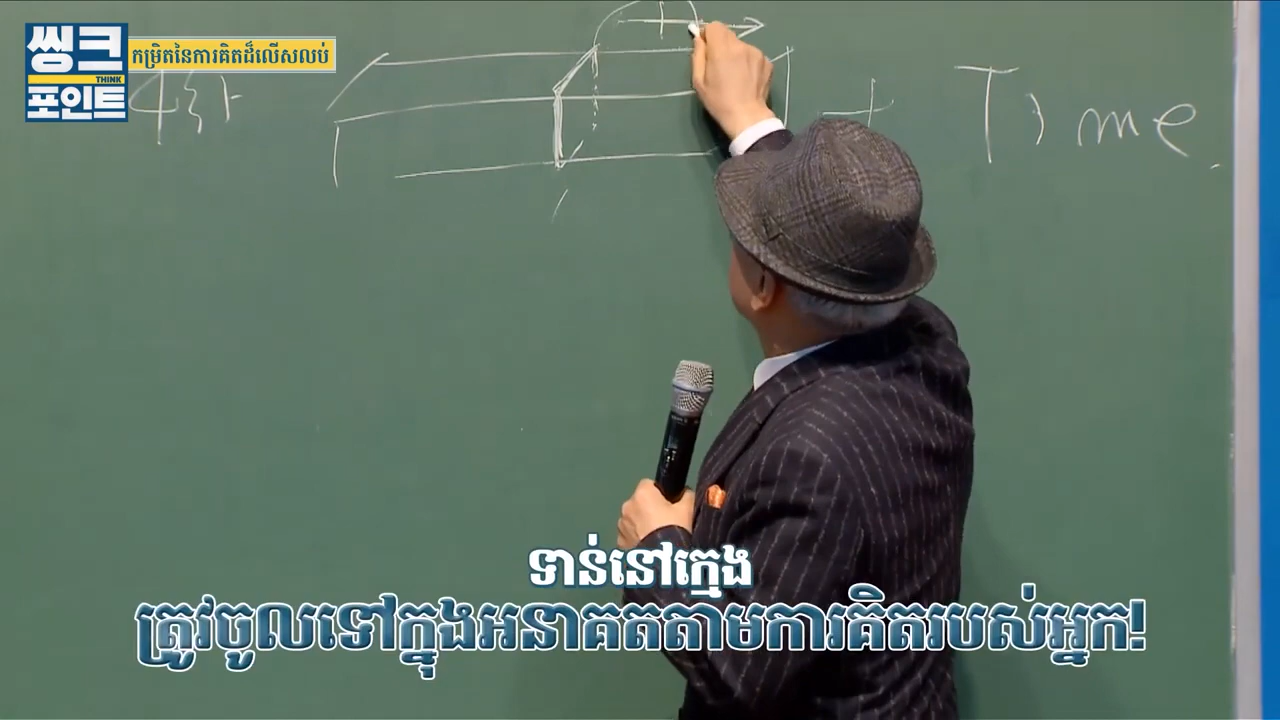 씽크
THINK
포인트
កម្រិតនៃការគិតដ៏លើសលប់
Time
ទាន់នៅក្មេង
ត្រូវចូលទៅក្នុងអនាគតតាមការគិតរបស់អ្នក!